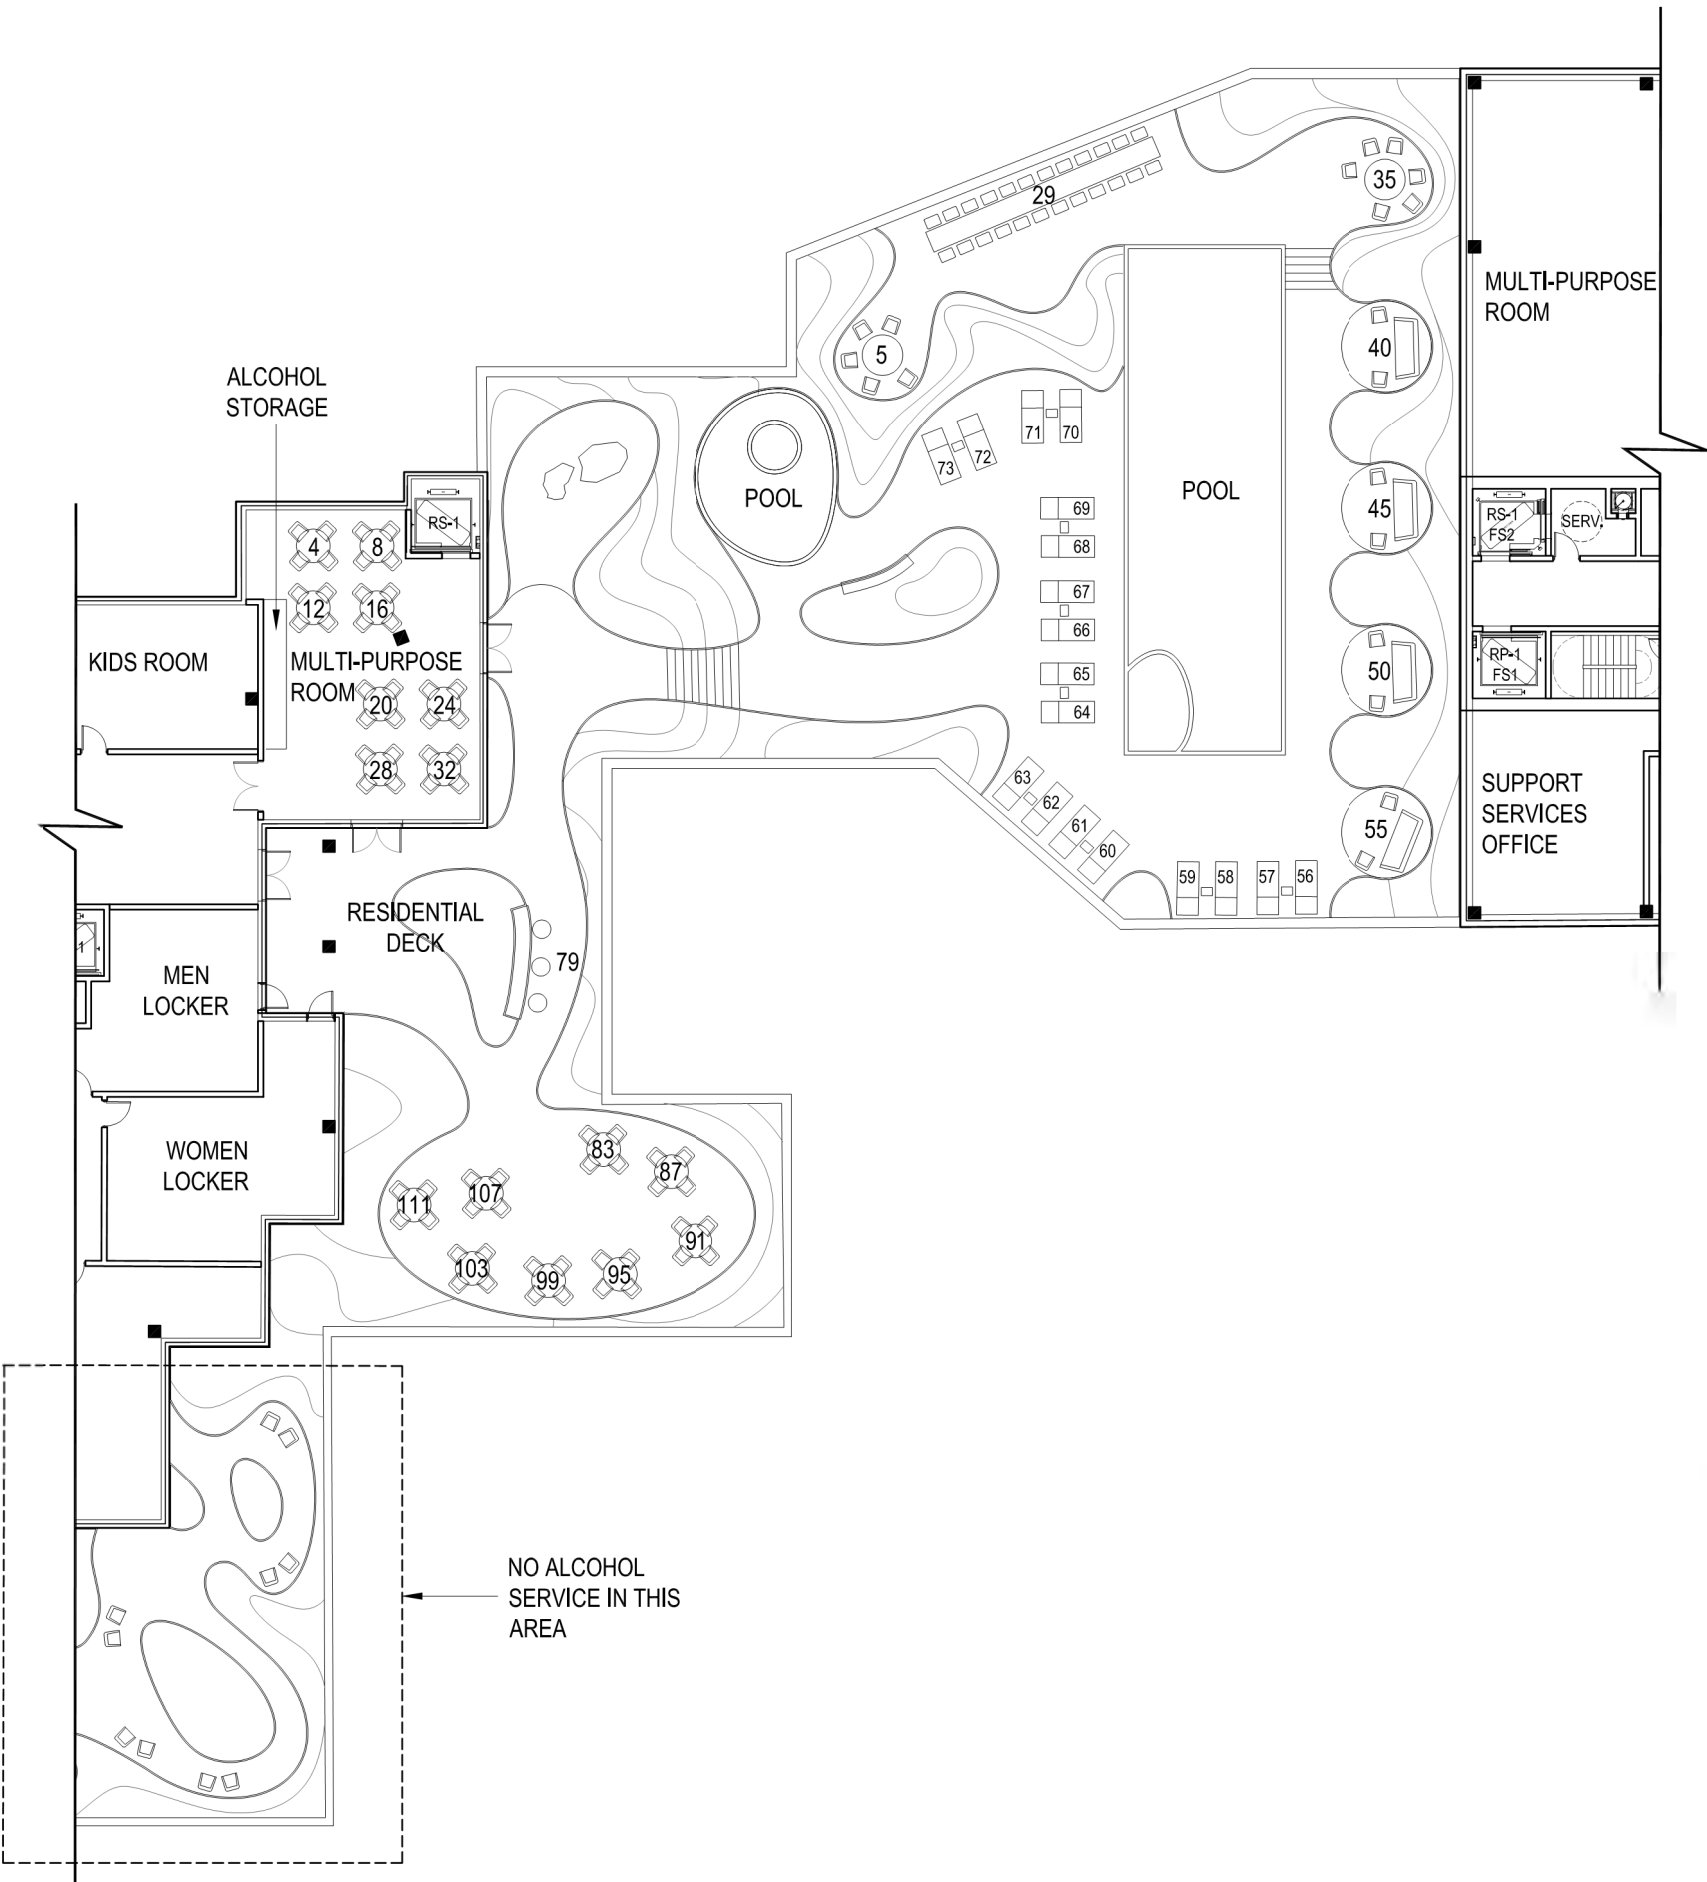 29
35
MULTI-PURPOSE
ROOM
5
40
ALCOHOL
STORAGE
71
70
73
72
POOL
POOL
45
69
68
RS-1
FS2
SERV.
RS-1
4
8
12
16
67
66
KIDS ROOM
MULTI-PURPOSE
ROOM
20
24
28
32
65
64
50
RP-1
FS1
63
62
61
60
55
SUPPORT
SERVICES
OFFICE
59
58
57
56
RESIDENTIAL
DECK
79
1
MEN
LOCKER
WOMEN
LOCKER
83
87
107
111
91
103
99
95
NO ALCOHOL
SERVICE IN THIS
AREA